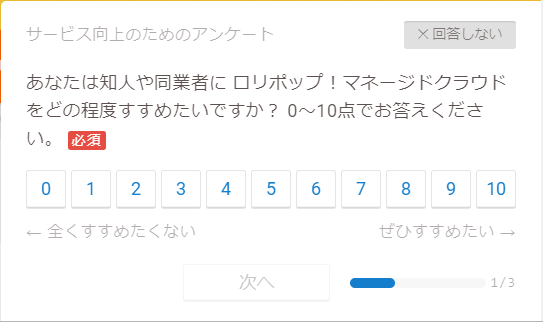 サービス向上のためのアンケート
×回答しない
あなたは知人や同業者に ロリポップ！マネージドクラウド
をどの程度すすめたいですか？ 0〜10点でお答えくださ
い。 必須
0 1 2 3 4 5 6 7 8 9 10
← 全くすすめたくない
ぜひすすめたい →
次へ
1/3